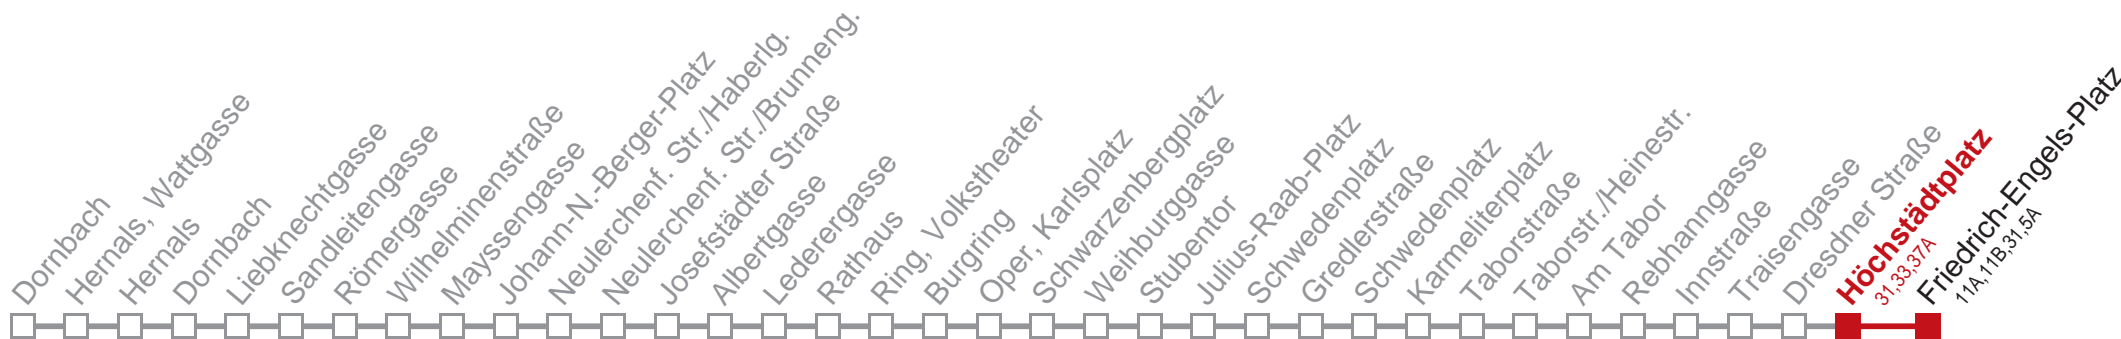 Dornbach
Hernals, Wattgasse
Hernals
Dornbach
Liebknechtgasse
Sandleitengasse
Römergasse
Wilhelminenstraße
Mayssengasse
Johann-N.-Berger-Platz
Neulerchenf. Str./Haberlg.
Neulerchenf. Str./Brunneng.
Josefstädter Straße
Albertgasse
Lederergasse
Rathaus
Ring, Volkstheater
Burgring
Oper, Karlsplatz
Schwarzenbergplatz
Weihburggasse
Stubentor
Julius-Raab-Platz
Schwedenplatz
Gredlerstraße
Schwedenplatz
Karmeliterplatz
Taborstraße
Taborstr./Heinestr.
Am Tabor
Rebhanngasse
Innstraße
Traisengasse
Dresdner Straße
Höchstädtplatz
31,33,37A
Friedrich-Engels-Platz
11A,11B,31,5A